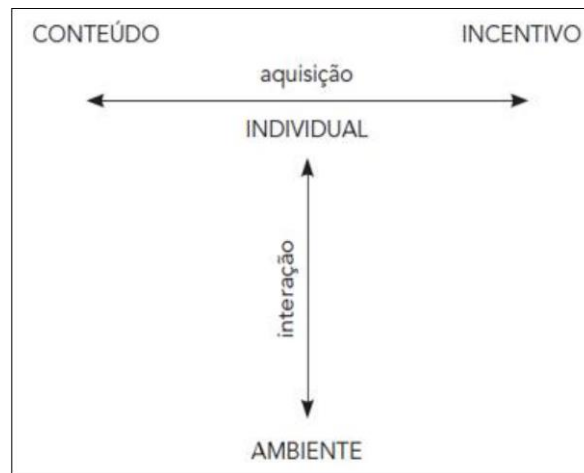 CONTEÚDO INCENTIVO
aquisição
INDIVIDUAL
interação
AMBIENTE